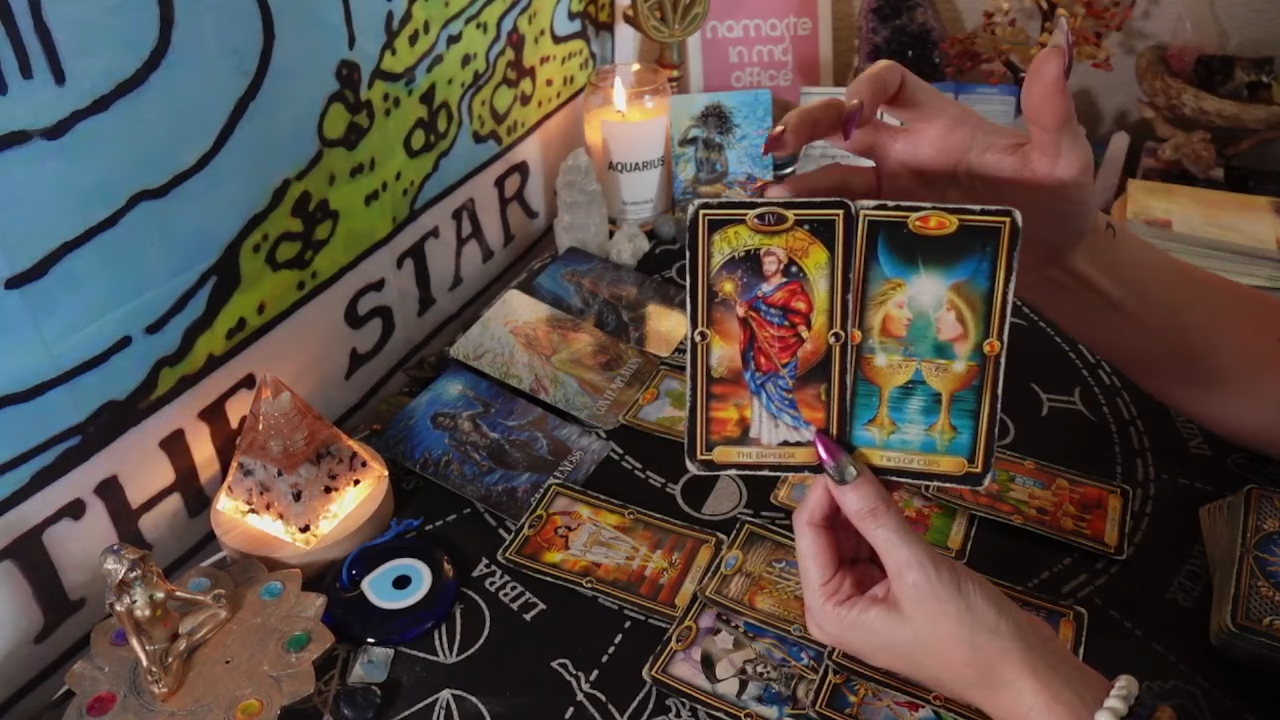 namaste
in my
OFFICE
AQUARIUS
THE STAR
IV
THE EMPEROR
TWO OF CUPS
LIBRA